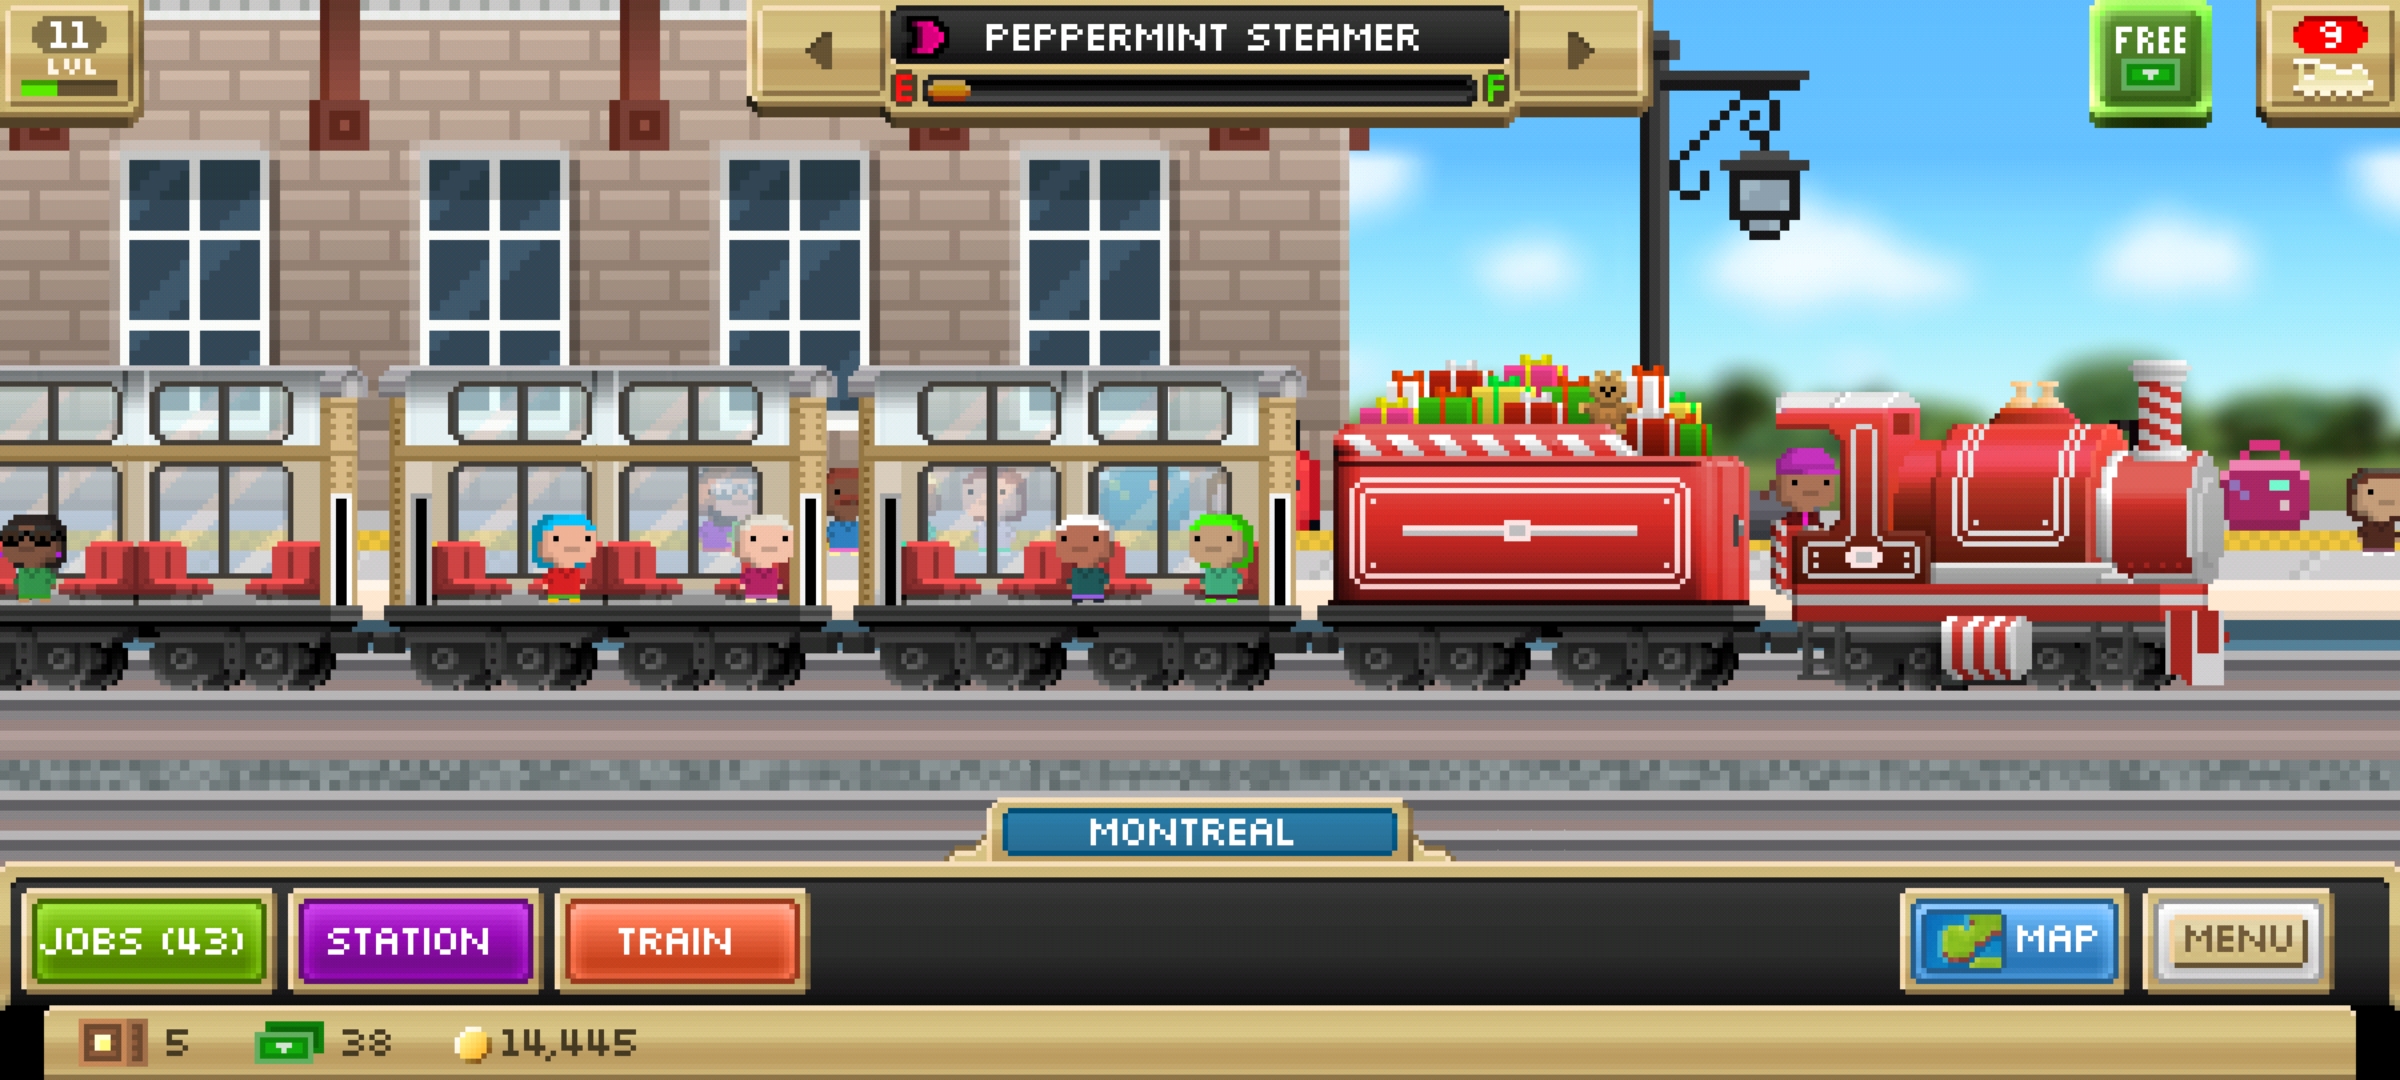 11
LVL
PEPPERMINT STEAMER
E F
FREE
9
MONTREAL
JOBS (43)
STATION
TRAIN
MAP
MENU
5
38
14,445